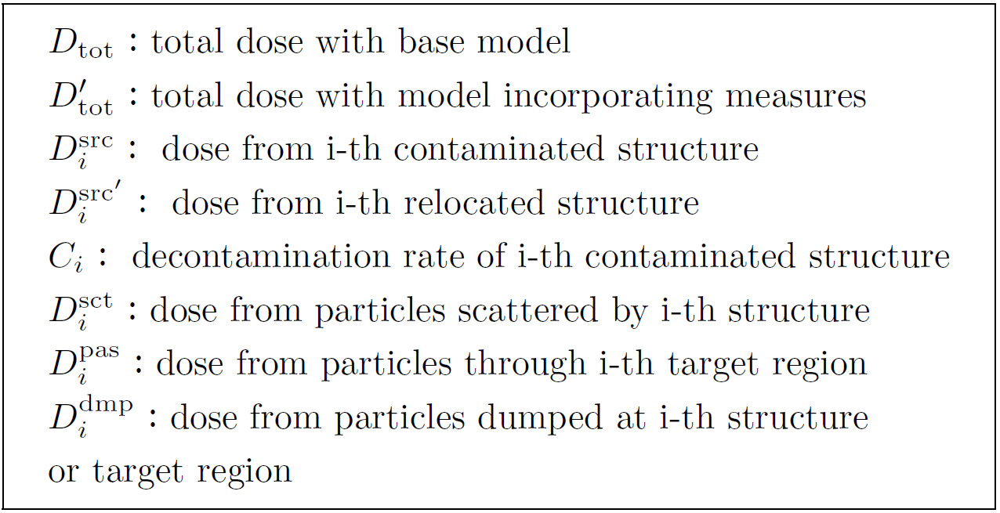 $D_{\mathrm{tot}}$ : total dose with base model
$D'_{\mathrm{tot}}$ : total dose with model incorporating measures
$D_i^{\mathrm{src}}$ : dose from i-th contaminated structure
$D_i^{\mathrm{src}'}$ : dose from i-th relocated structure
$C_i$ : decontamination rate of i-th contaminated structure
$D_i^{\mathrm{sct}}$ : dose from particles scattered by i-th structure
$D_i^{\mathrm{pas}}$ : dose from particles through i-th target region
$D_i^{\mathrm{dmp}}$ : dose from particles dumped at i-th structure
or target region